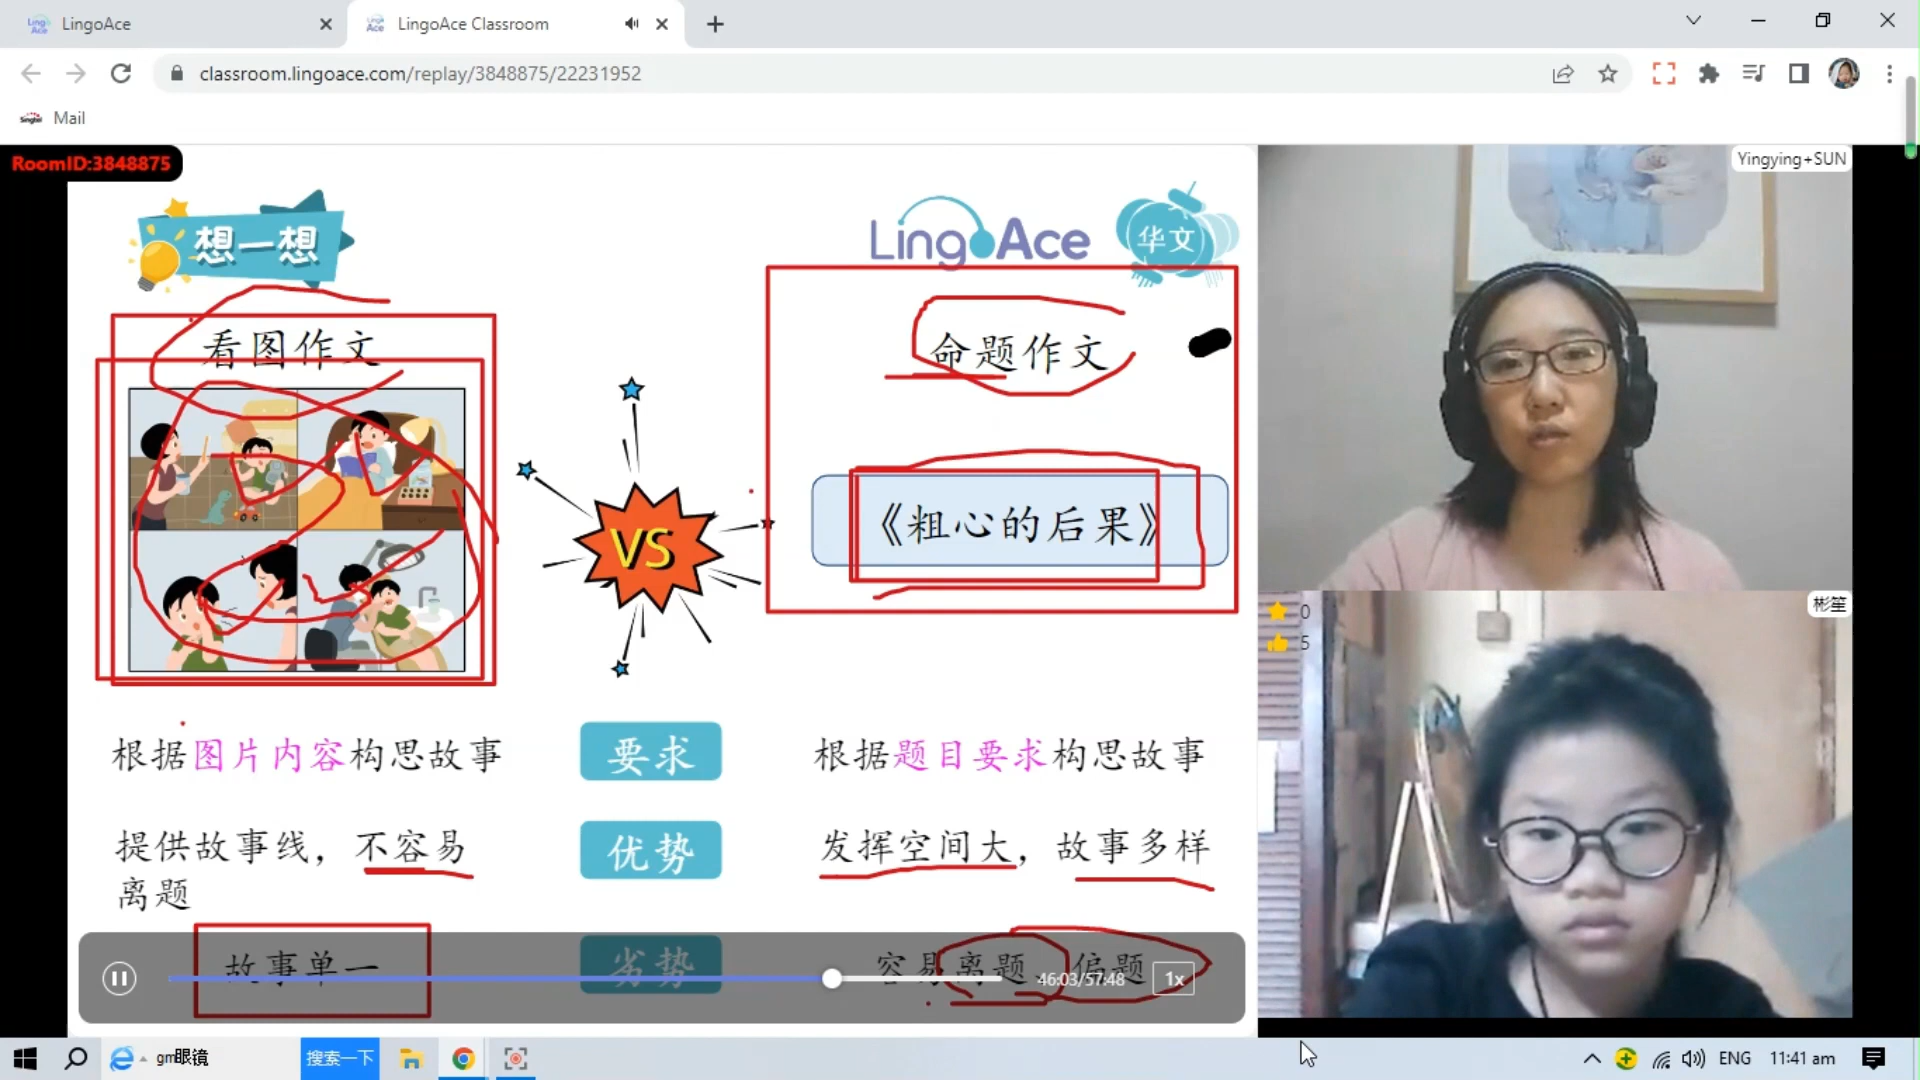 LingoAce
LingoAce Classroom
classroom.lingoace.com/replay/3848875/22231952
Singtel Mail
RoomID:3848875
Yingying+SUN
想一想
LingoAce
华文
看图作文
命题作文
VS
《粗心的后果》
0
5
彬笙
根据图片内容构思故事
要求
根据题目要求构思故事
提供故事线，不容易
离题
优势
发挥空间大，故事多样
故事单一
劣势
容易离题、偏题
46:03/57:48
1x
gm眼镜
搜索一下
ENG
11:41 am